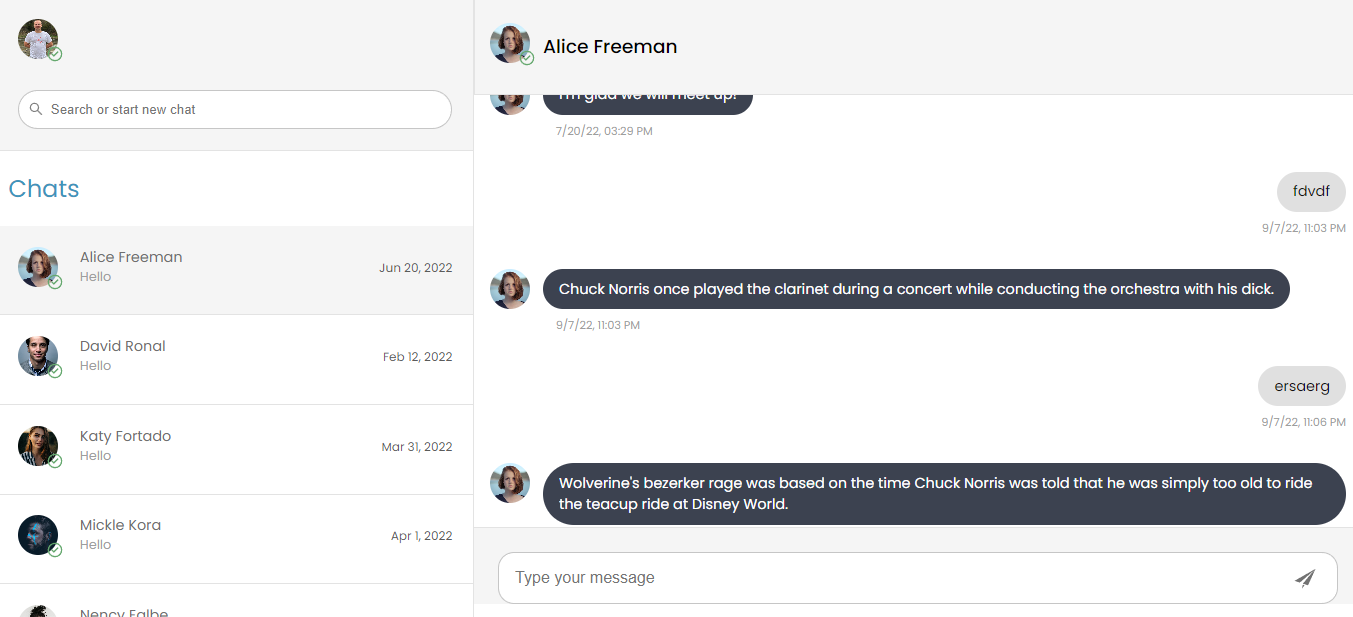 Search or start new chat
Chats
Alice Freeman
Hello
Jun 20, 2022
David Ronal
Hello
Feb 12, 2022
Katy Fortado
Hello
Mar 31, 2022
Mickle Kora
Hello
Apr 1, 2022
Nency Falbe
Alice Freeman
I'm glad we will meet up!
7/20/22, 03:29 PM
fdvdf
9/7/22, 11:03 PM
Chuck Norris once played the clarinet during a concert while conducting the orchestra with his dick.
9/7/22, 11:03 PM
ersaerg
9/7/22, 11:06 PM
Wolverine's bezerker rage was based on the time Chuck Norris was told that he was simply too old to ride
the teacup ride at Disney World.
Type your message